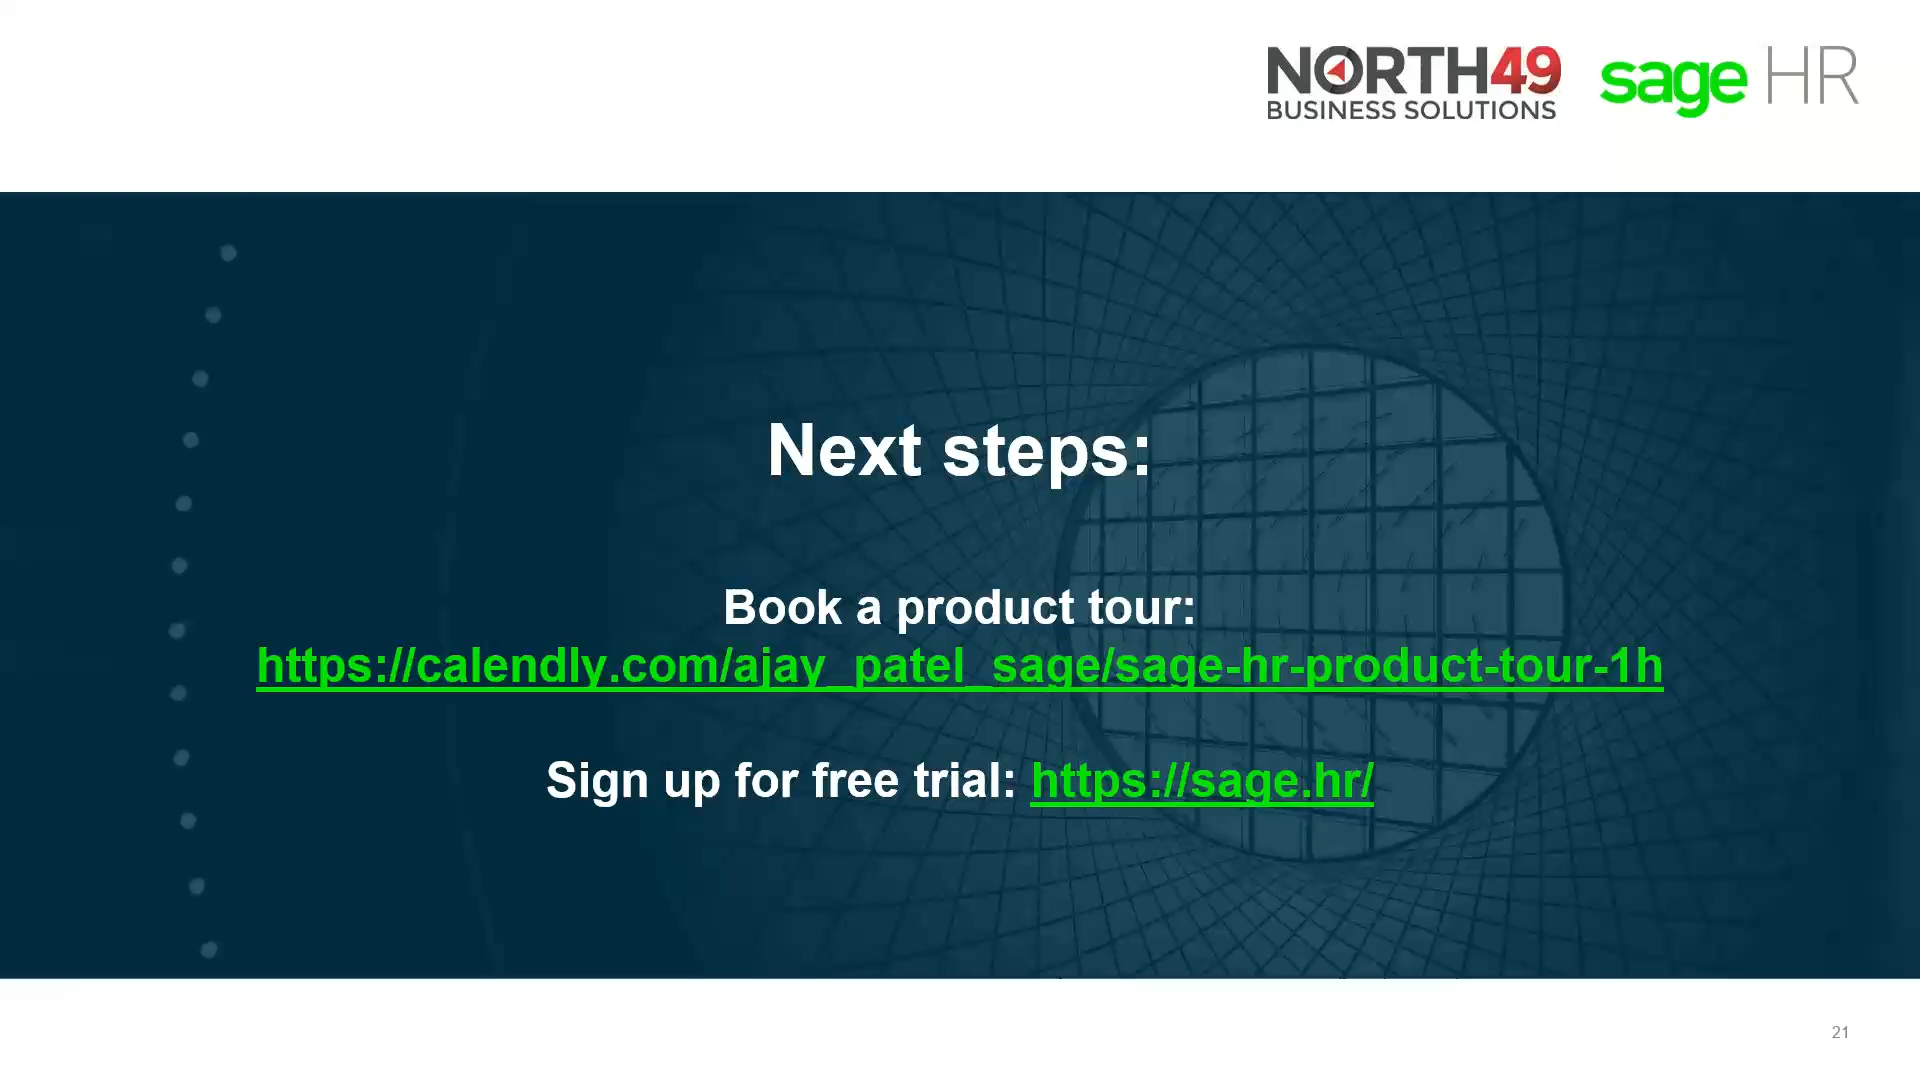 NORTH49
BUSINESS SOLUTIONS
sage HR
Next steps:
Book a product tour:
https://calendly.com/ajay_patel_sage/sage-hr-product-tour-1h
Sign up for free trial: https://sage.hr/
21